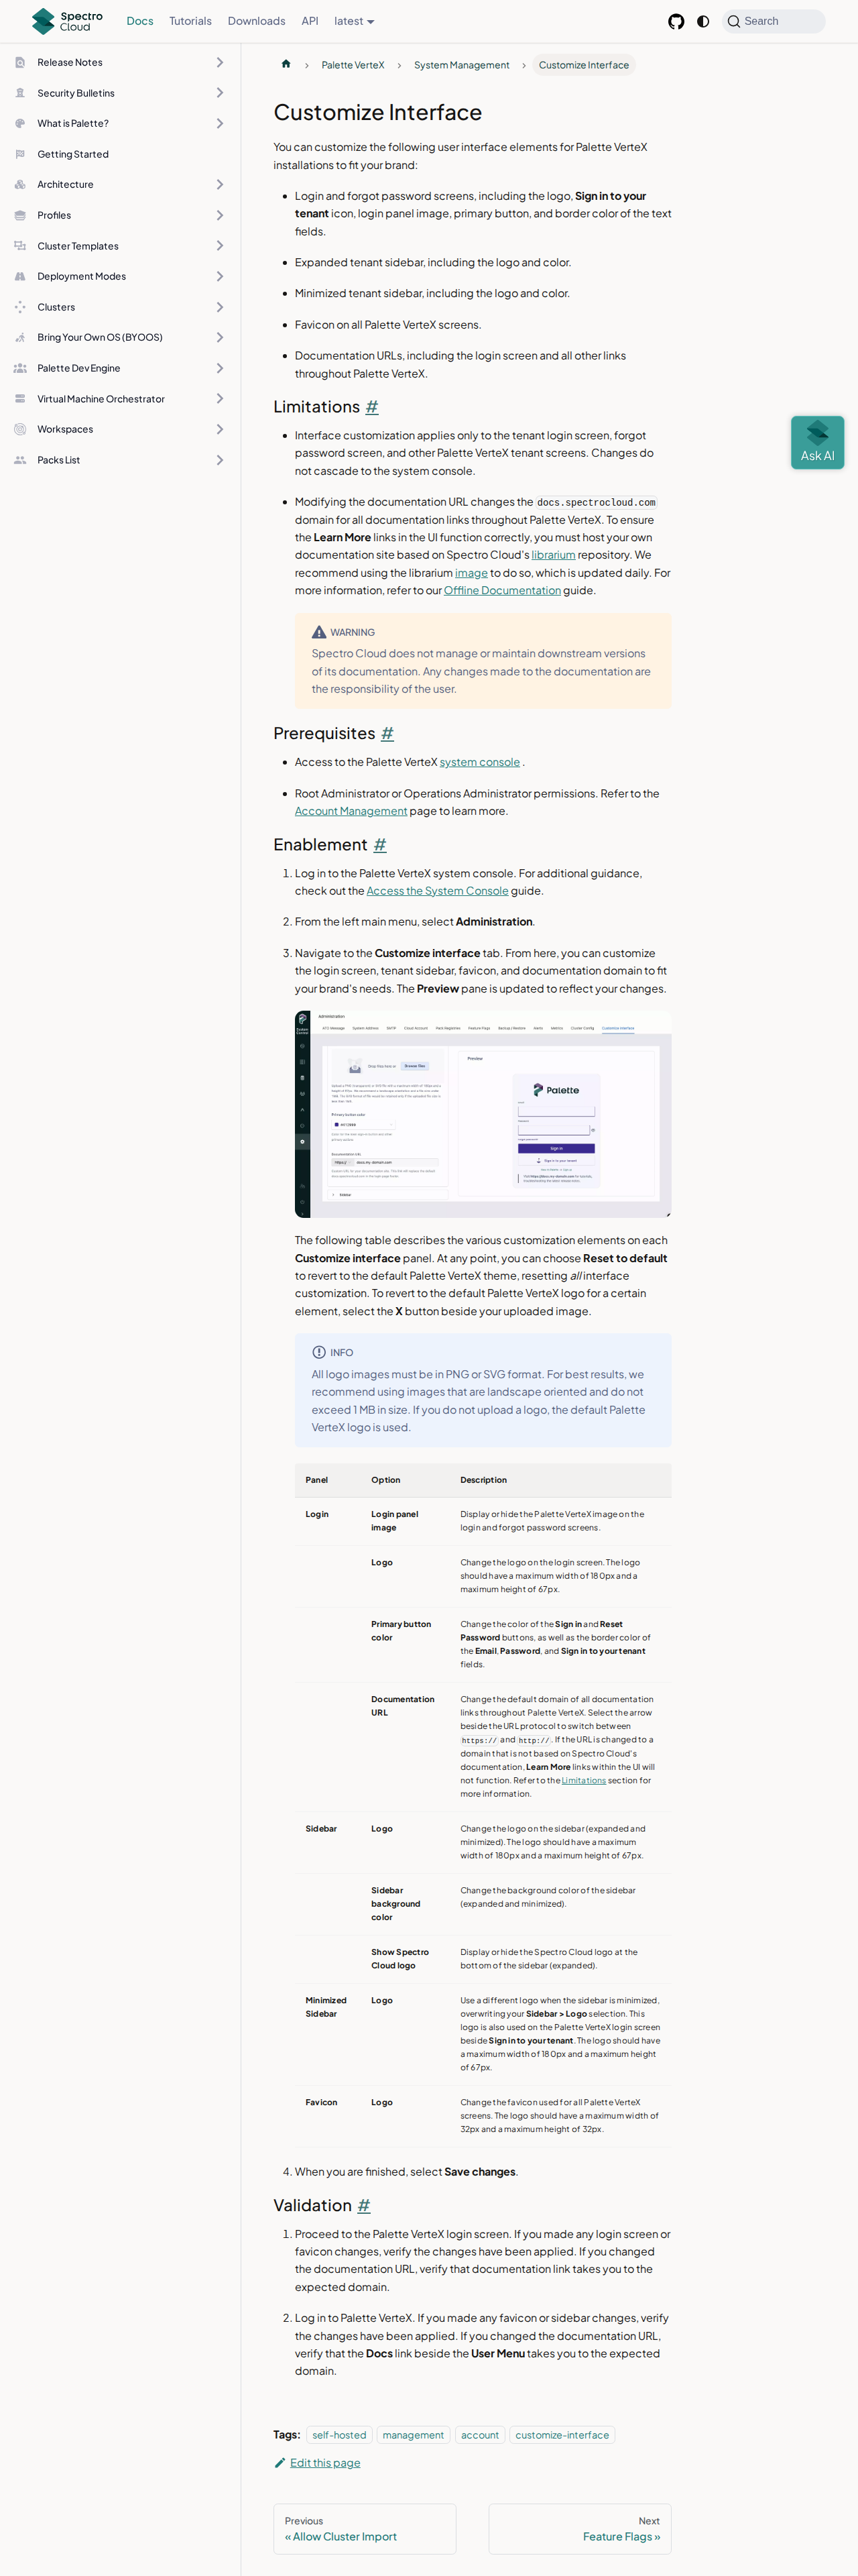 Spectro Cloud
Docs
Tutorials
Downloads
API
latest
Search
Release Notes
Security Bulletins
What is Palette?
Getting Started
Architecture
Profiles
Cluster Templates
Deployment Modes
Clusters
Bring Your Own OS (BYOOS)
Palette Dev Engine
Virtual Machine Orchestrator
Workspaces
Packs List
Palette VerteX
System Management
Customize Interface
Customize Interface
You can customize the following user interface elements for Palette VerteX
installations to fit your brand:
Login and forgot password screens, including the logo, Sign in to your
tenant icon, login panel image, primary button, and border color of the text
fields.
Expanded tenant sidebar, including the logo and color.
Minimized tenant sidebar, including the logo and color.
Favicon on all Palette VerteX screens.
Documentation URLs, including the login screen and all other links
throughout Palette VerteX.
Limitations #
Interface customization applies only to the tenant login screen, forgot
password screen, and other Palette VerteX tenant screens. Changes do
not cascade to the system console.
Modifying the documentation URL changes the docs.spectrocloud.com
domain for all documentation links throughout Palette VerteX. To ensure
the Learn More links in the UI function correctly, you must host your own
documentation site based on Spectro Cloud's librarium repository. We
recommend using the librarium image to do so, which is updated daily. For
more information, refer to our Offline Documentation guide.
WARNING
Spectro Cloud does not manage or maintain downstream versions
of its documentation. Any changes made to the documentation are
the responsibility of the user.
Ask AI
Prerequisites #
Access to the Palette VerteX system console .
Root Administrator or Operations Administrator permissions. Refer to the
Account Management page to learn more.
Enablement #
1. Log in to the Palette VerteX system console. For additional guidance,
check out the Access the System Console guide.
2. From the left main menu, select Administration.
3. Navigate to the Customize interface tab. From here, you can customize
the login screen, tenant sidebar, favicon, and documentation domain to fit
your brand's needs. The Preview pane is updated to reflect your changes.
Administration
System Address
SMTP
Cloud Account
Pack Registries
Feature Flags
Backup / Restore
Alerts
Metrics
Cluster Config
Customize interface
Drop files here or
Browse files
Preview
Palette
Primary button color
Sign in
Sign in to your tenant
Documentation URL
https://
docs.my-domain.com
Sidebar
The following table describes the various customization elements on each
Customize interface panel. At any point, you can choose Reset to default
to revert to the default Palette VerteX theme, resetting all interface
customization. To revert to the default Palette VerteX logo for a certain
element, select the X button beside your uploaded image.
INFO
All logo images must be in PNG or SVG format. For best results, we
recommend using images that are landscape oriented and do not
exceed 1 MB in size. If you do not upload a logo, the default Palette
VerteX logo is used.
Panel
Option
Description
Login
Login panel
image
Display or hide the Palette VerteX image on the
login and forgot password screens.
Logo
Change the logo on the login screen. The logo
should have a maximum width of 180px and a
maximum height of 67px.
Primary button
color
Change the color of the Sign in and Reset
Password buttons, as well as the border color of
the Email, Password, and Sign in to your tenant
fields.
Documentation
URL
Change the default domain of all documentation
links throughout Palette VerteX. Select the arrow
beside the URL protocol to switch between
https:// and http://. If the URL is changed to a
domain that is not based on Spectro Cloud's
documentation, Learn More links within the UI will
not function. Refer to the Limitations section for
more information.
Sidebar
Logo
Change the logo on the sidebar (expanded and
minimized). The logo should have a maximum
width of 180px and a maximum height of 67px.
Sidebar
background
color
Change the background color of the sidebar
(expanded and minimized).
Show Spectro
Cloud logo
Display or hide the Spectro Cloud logo at the
bottom of the sidebar (expanded).
Minimized
Sidebar
Logo
Use a different logo when the sidebar is minimized,
overwriting your Sidebar > Logo selection. This
logo is also used on the Palette VerteX login screen
beside Sign in to your tenant. The logo should have
a maximum width of 180px and a maximum height
of 67px.
Favicon
Logo
Change the favicon used for all Palette VerteX
screens. The logo should have a maximum width of
32px and a maximum height of 32px.
4. When you are finished, select Save changes.
Validation #
1. Proceed to the Palette VerteX login screen. If you made any login screen or
favicon changes, verify the changes have been applied. If you changed
the documentation URL, verify that documentation link takes you to the
expected domain.
2. Log in to Palette VerteX. If you made any favicon or sidebar changes, verify
the changes have been applied. If you changed the documentation URL,
verify that the Docs link beside the User Menu takes you to the expected
domain.
Tags: self-hosted management account customize-interface
Edit this page
Previous
« Allow Cluster Import
Next
Feature Flags »